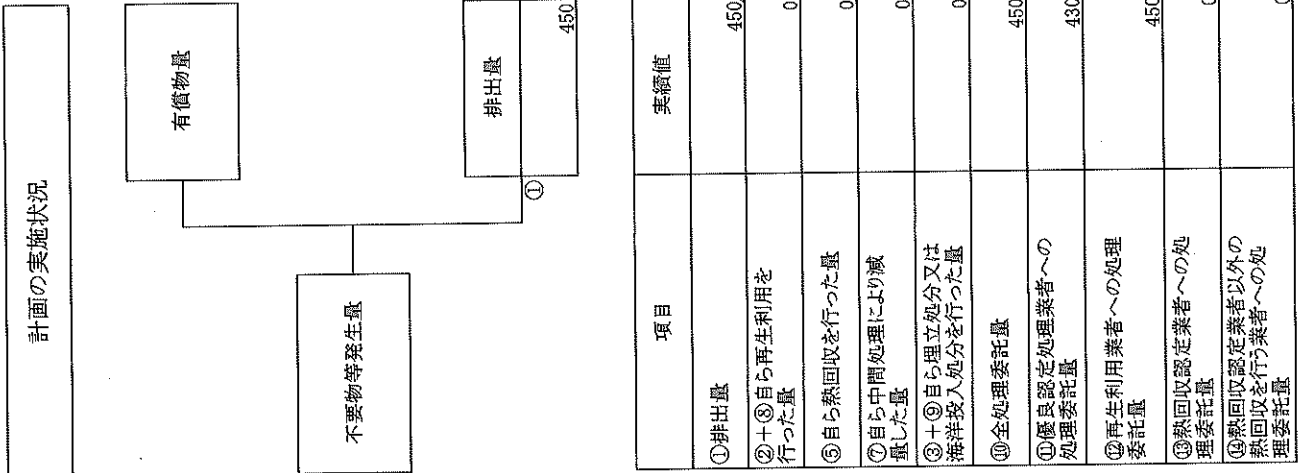 計画の実施状況
有償物量
不要物等発生量
排出量
①
450
項目
実績値
①排出量
450
②+⑧自ら再生利用を
行った量
0
⑤自ら熱回収を行った量
0
⑦自ら中間処理により減
量した量
0
③+⑨自ら埋立処分又は
海洋投入処分を行った量
0
⑩全処理委託量
450
⑪優良認定処理業者への
処理委託量
430
⑫再生利用業者への処理
委託量
450
⑬熱回収認定業者への処
理委託量
0
⑭熱回収認定業者以外の
熱回収を行う業者への処
理委託量
0